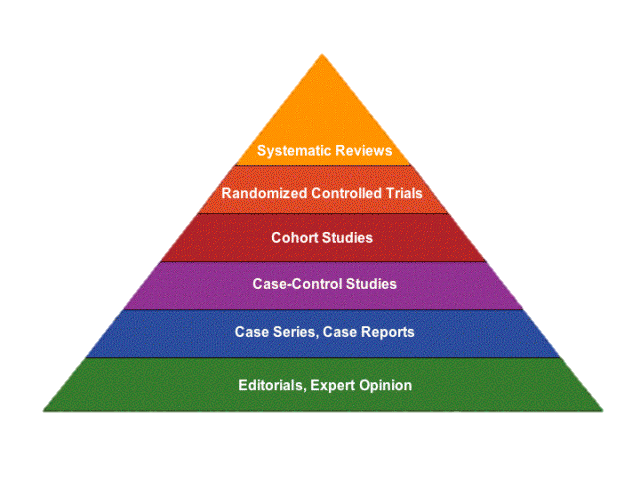 Systematic Reviews
Randomized Controlled Trials
Cohort Studies
Case-Control Studies
Case Series, Case Reports
Editorials, Expert Opinion